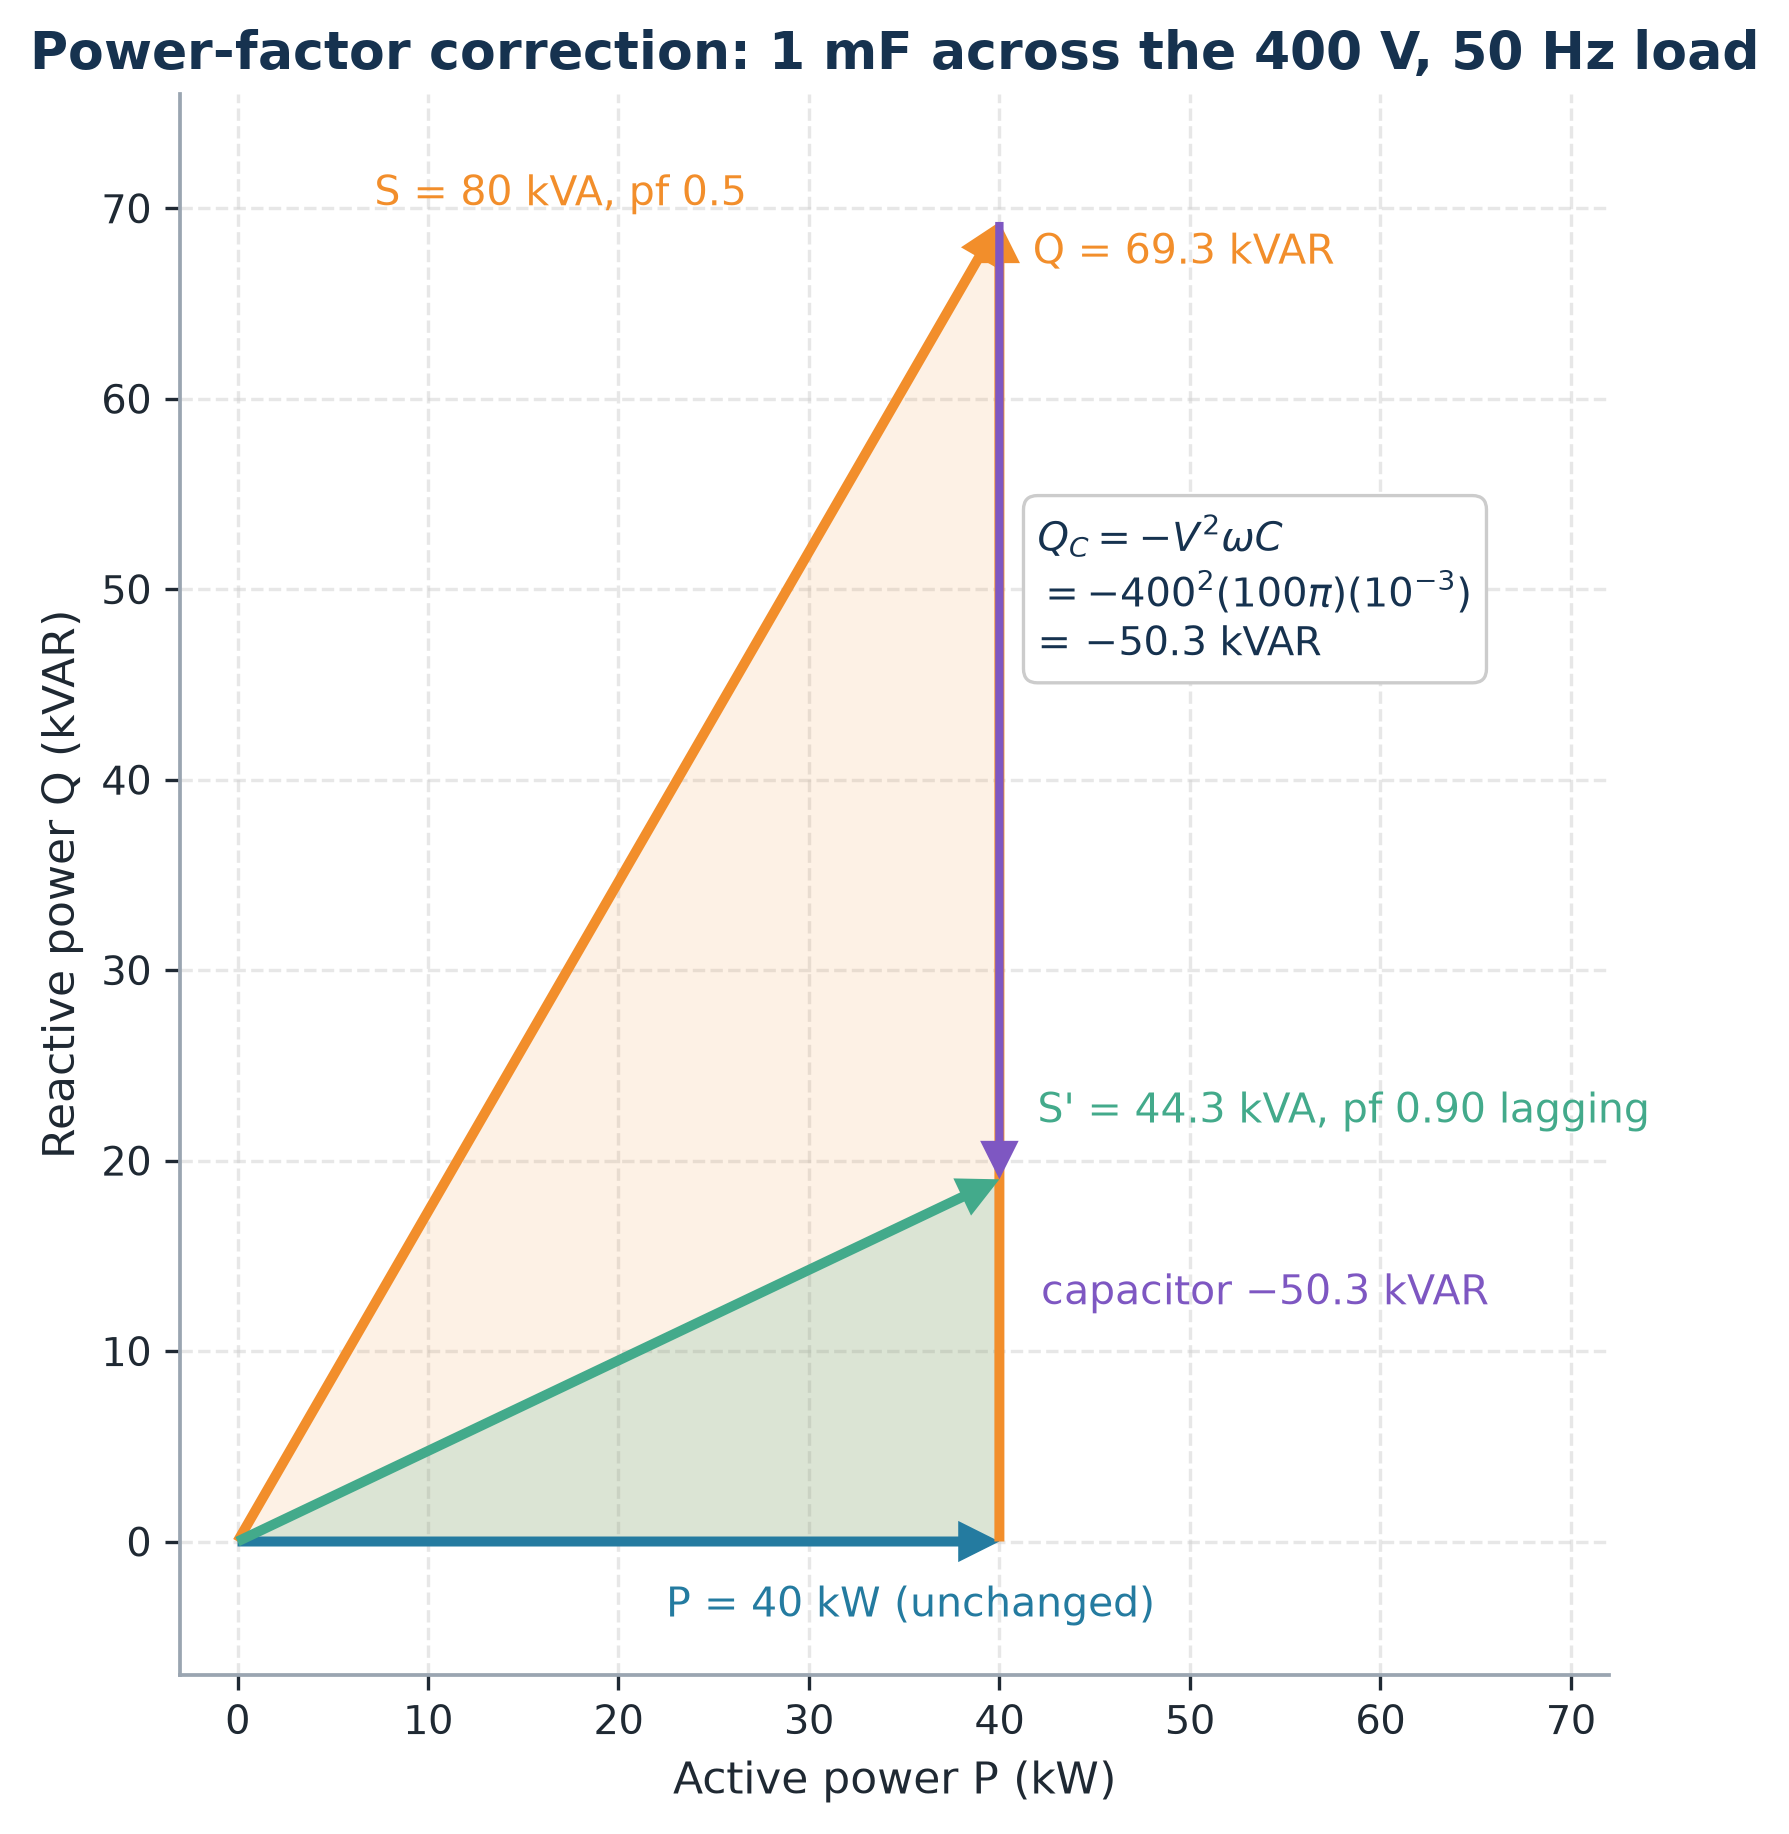 Power-factor correction: 1 mF across the 400 V, 50 Hz load
S = 80 kVA, pf 0.5
Q = 69.3 kVAR
Q_C = −V²ωC
= −400²(100π)(10⁻³)
= −50.3 kVAR
S' = 44.3 kVA, pf 0.90 lagging
capacitor −50.3 kVAR
P = 40 kW (unchanged)
Reactive power Q (kVAR)
70
60
50
40
30
20
10
0
0 10 20 30 40 50 60 70
Active power P (kW)